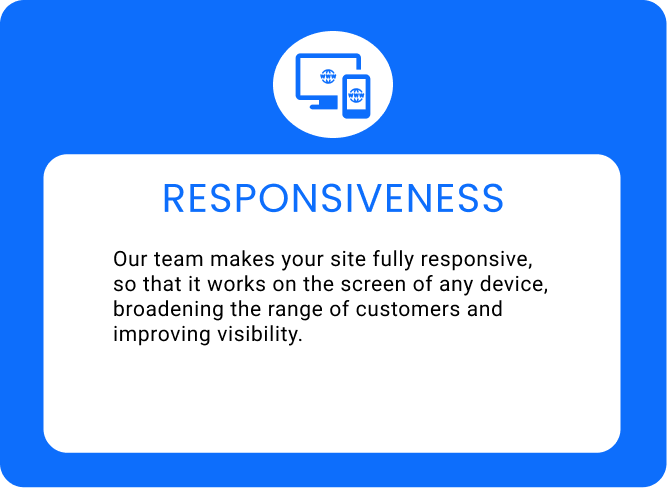 RESPONSIVENESS
Our team makes your site fully responsive,
so that it works on the screen of any device,
broadening the range of customers and
improving visibility.